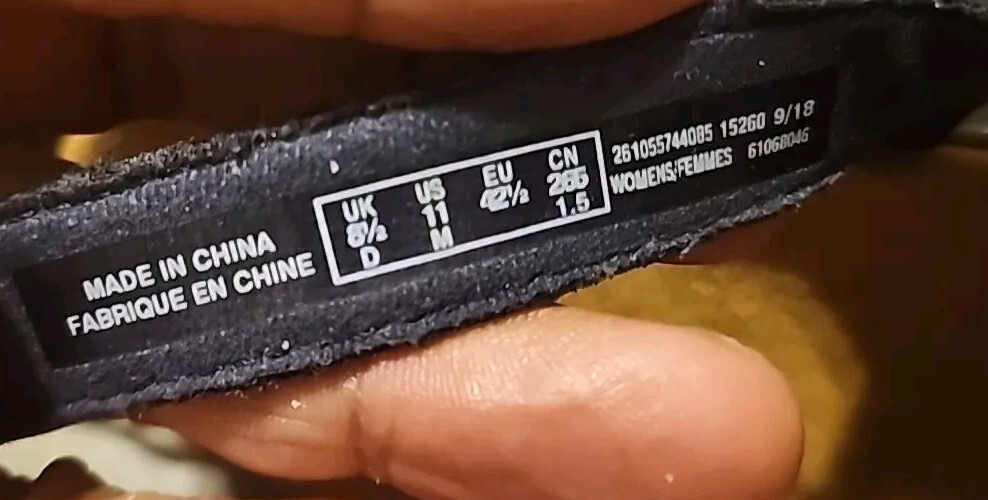 MADE IN CHINA
FABRIQUE EN CHINE
UK US EU CN
8½ 11 42½ 265
D M 1.5
261055744085 15260 9/18
WOMENS/FEMMES 61068046